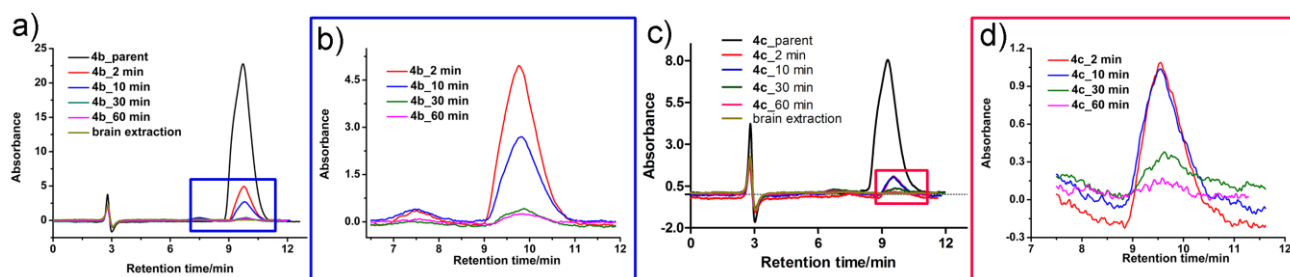 a)
4b_parent
4b_2 min
4b_10 min
4b_30 min
4b_60 min
brain extraction
Absorbance
25
20
15
10
5
0
0 3 6 9 12
Retention time/min
b)
4b_2 min
4b_10 min
4b_30 min
4b_60 min
Absorbance
4.5
3.0
1.5
0.0
7 8 9 10 11 12
Retention time/min
c)
4c_parent
4c_2 min
4c_10 min
4c_30 min
4c_60 min
brain extraction
Absorbance
8.0
5.5
3.0
0.5
-2.0
0 3 6 9 12
Retention time/min
d)
4c_2 min
4c_10 min
4c_30 min
4c_60 min
Absorbance
1.2
0.9
0.6
0.3
0.0
-0.3
7 8 9 10 11 12
Retention time/min